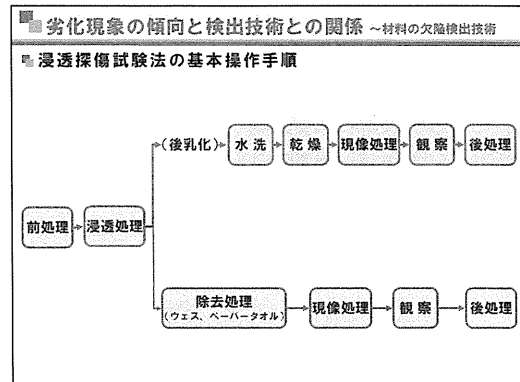 劣化現象の傾向と検出技術との関係 ～材料の欠陥検出技術
浸透探傷試験法の基本操作手順
(後乳化)
水洗
乾燥
現像処理
観察
後処理
前処理
浸透処理
除去処理
(ウェス、ペーパータオル)
現像処理
観察
後処理